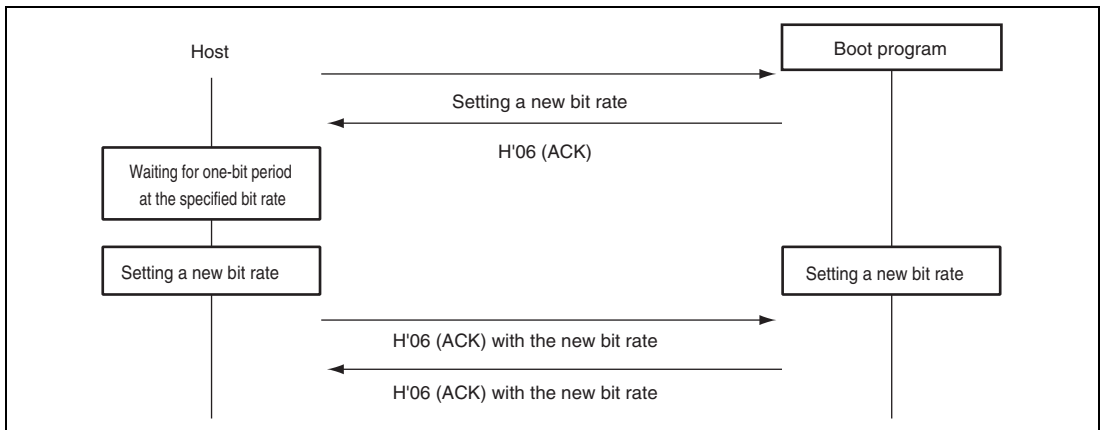 Host
Boot program
Setting a new bit rate
H'06 (ACK)
Waiting for one-bit period
at the specified bit rate
Setting a new bit rate
Setting a new bit rate
H'06 (ACK) with the new bit rate
H'06 (ACK) with the new bit rate